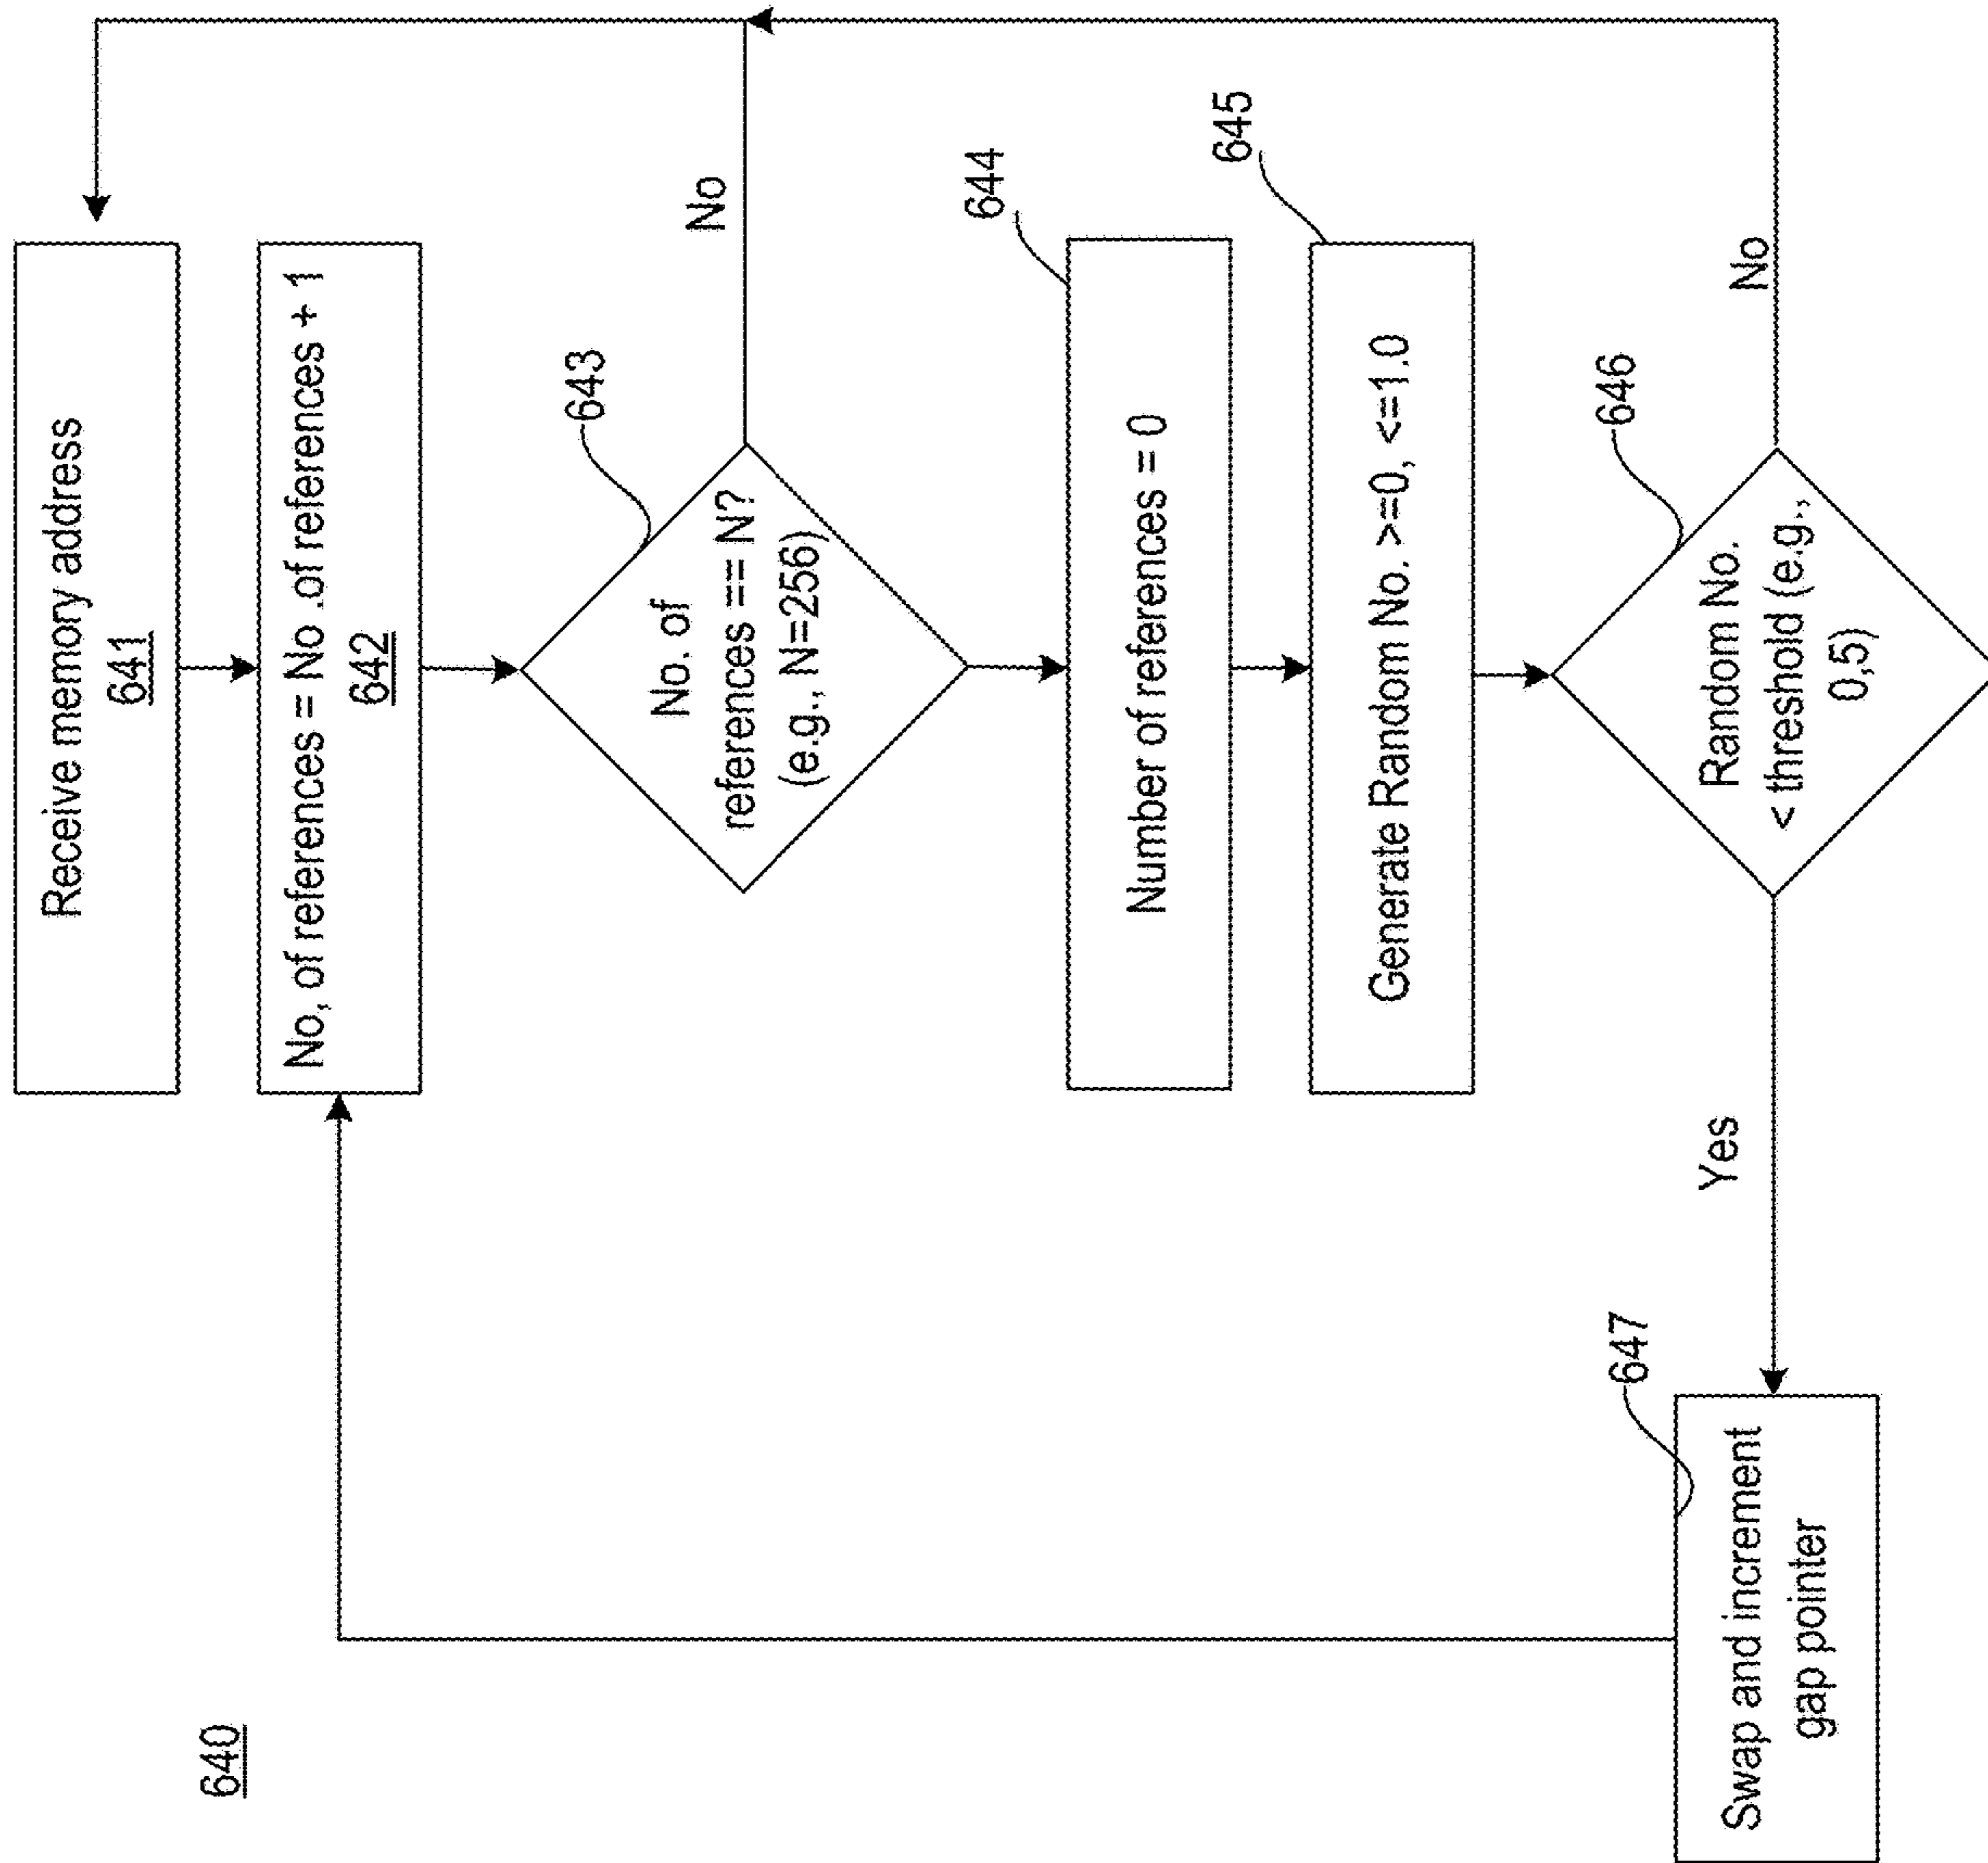 640
Receive memory address
641
No, of references = No .of references + 1
642
643
No. of
references == N?
(e.g., N=256)
No
644
Number of references = 0
645
Generate Random No. >=0, <=1.0
646
Random No.
< threshold (e.g.,
0,5)
No
Yes
647
Swap and increment
gap pointer